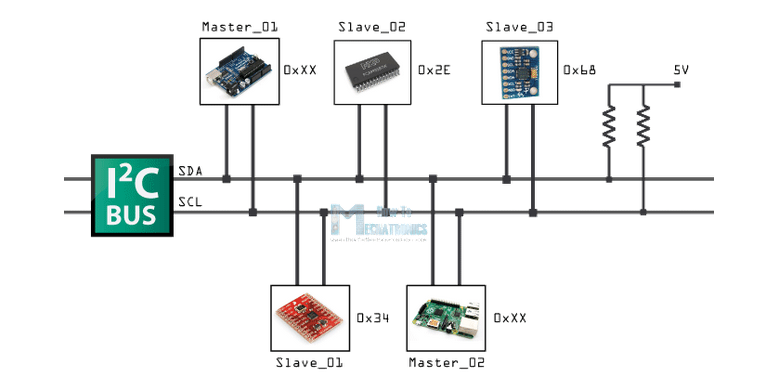 Master_01
Slave_02
Slave_03
0xXX
0x2E
0x68
5V
I²C
BUS
SDA
SCL
How To
MECHATRONICS
www.HowToMechatronics.com
0x34
0xXX
Slave_01
Master_02